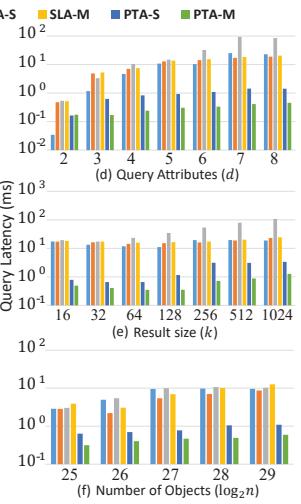 A-S SLA-M PTA-S PTA-M
10²
10¹
10⁰
10⁻¹
10⁻²
2 3 4 5 6 7 8
(d) Query Attributes (d)
Query Latency (ms)
10³
10²
10¹
10⁰
10⁻¹
16 32 64 128 256 512 1024
(e) Result size (k)
10²
10¹
10⁰
10⁻¹
25 26 27 28 29
(f) Number of Objects (log₂n)